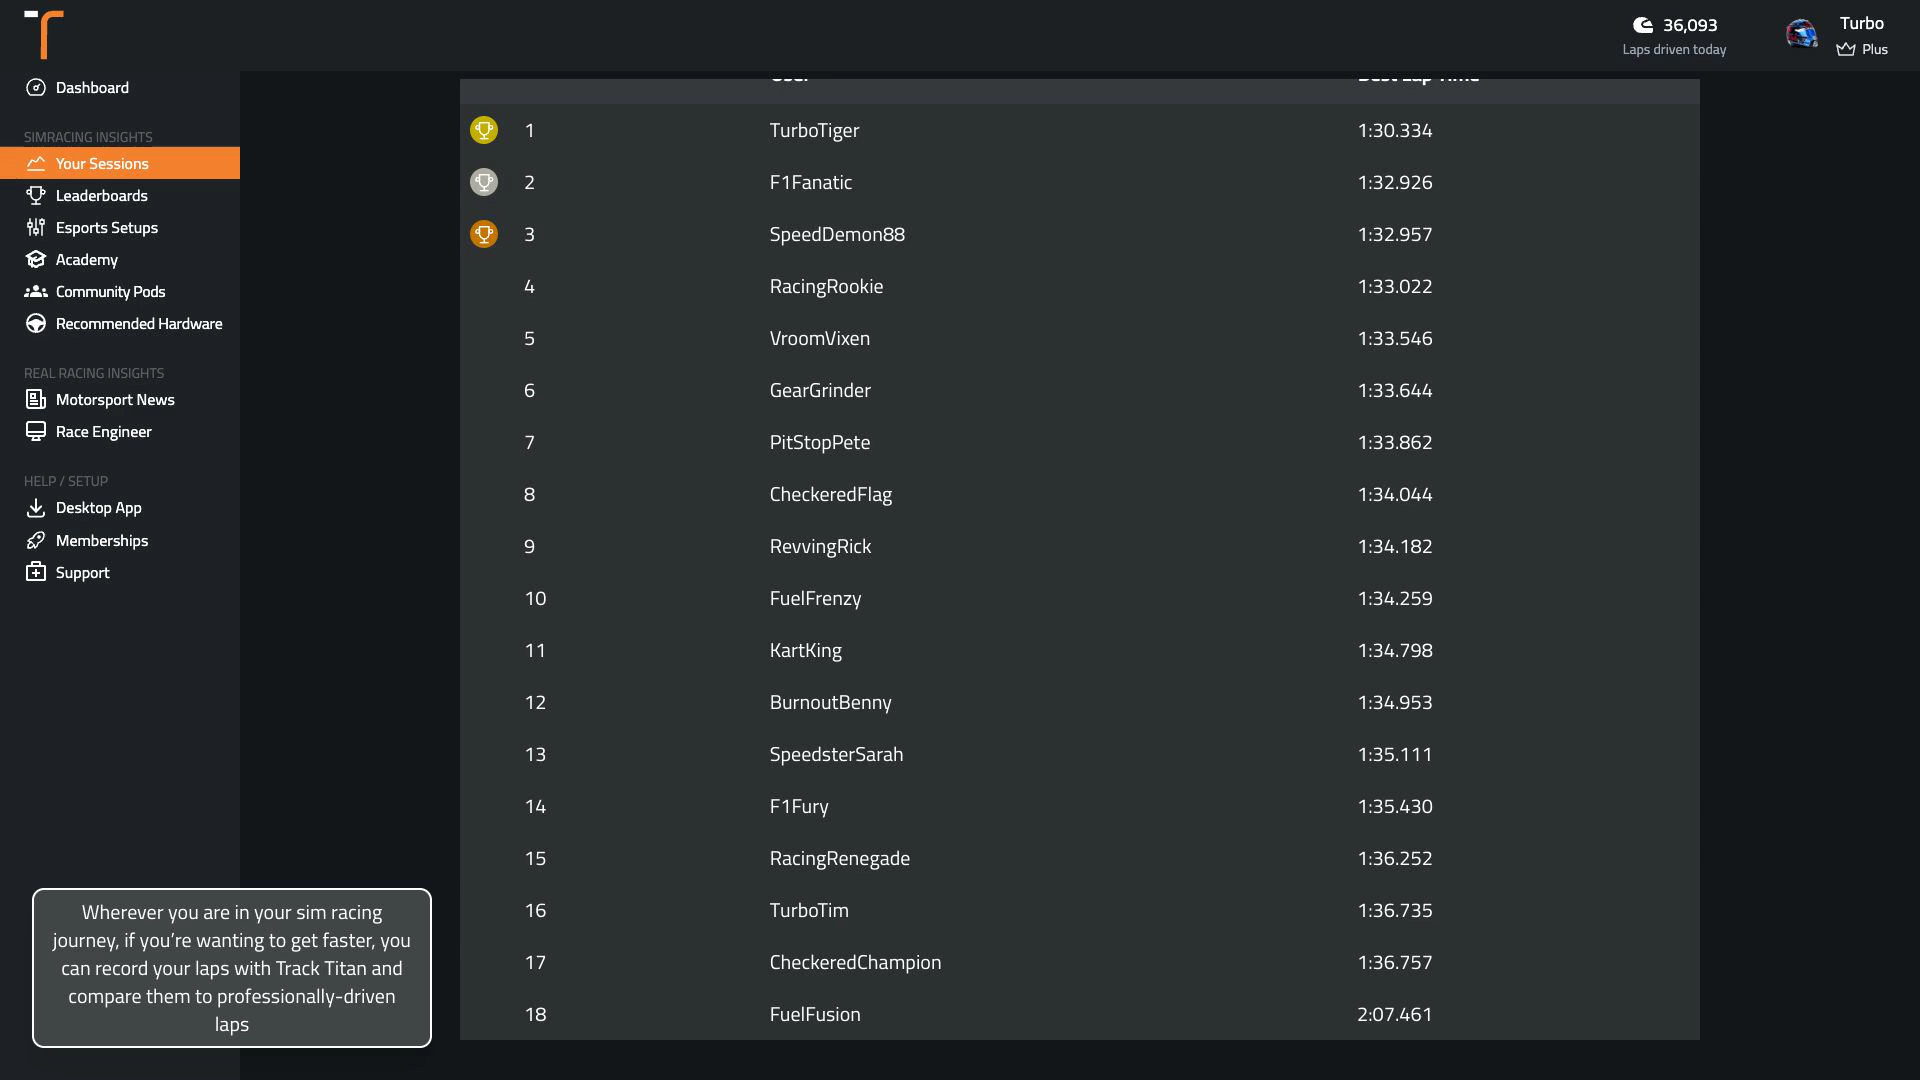 36,093
Laps driven today
Turbo
Plus
Dashboard
SIMRACING INSIGHTS
Your Sessions
Leaderboards
Esports Setups
Academy
Community Pods
Recommended Hardware
REAL RACING INSIGHTS
Motorsport News
Race Engineer
HELP / SETUP
Desktop App
Memberships
Support
User Best Lap Time
1 TurboTiger 1:30.334
2 F1Fanatic 1:32.926
3 SpeedDemon88 1:32.957
4 RacingRookie 1:33.022
5 VroomVixen 1:33.546
6 GearGrinder 1:33.644
7 PitStopPete 1:33.862
8 CheckeredFlag 1:34.044
9 RevvingRick 1:34.182
10 FuelFrenzy 1:34.259
11 KartKing 1:34.798
12 BurnoutBenny 1:34.953
13 SpeedsterSarah 1:35.111
14 F1Fury 1:35.430
15 RacingRenegade 1:36.252
16 TurboTim 1:36.735
17 CheckeredChampion 1:36.757
18 FuelFusion 2:07.461
Wherever you are in your sim racing
journey, if you’re wanting to get faster, you
can record your laps with Track Titan and
compare them to professionally-driven
laps